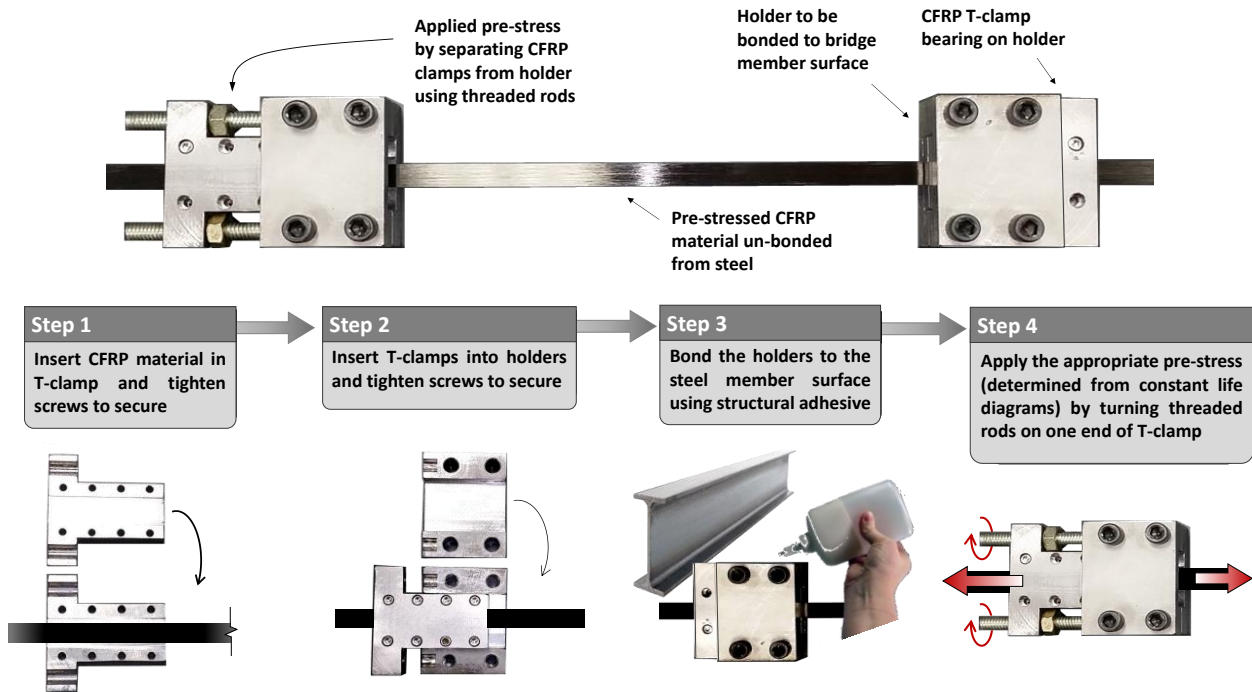 Applied pre-stress
by separating CFRP
clamps from holder
using threaded rods
Holder to be
bonded to bridge
member surface
CFRP T-clamp
bearing on holder
Pre-stressed CFRP
material un-bonded
from steel
Step 1
Insert CFRP material in
T-clamp and tighten
screws to secure
Step 2
Insert T-clamps into holders
and tighten screws to secure
Step 3
Bond the holders to the
steel member surface
using structural adhesive
Step 4
Apply the appropriate pre-stress
(determined from constant life
diagrams) by turning threaded
rods on one end of T-clamp